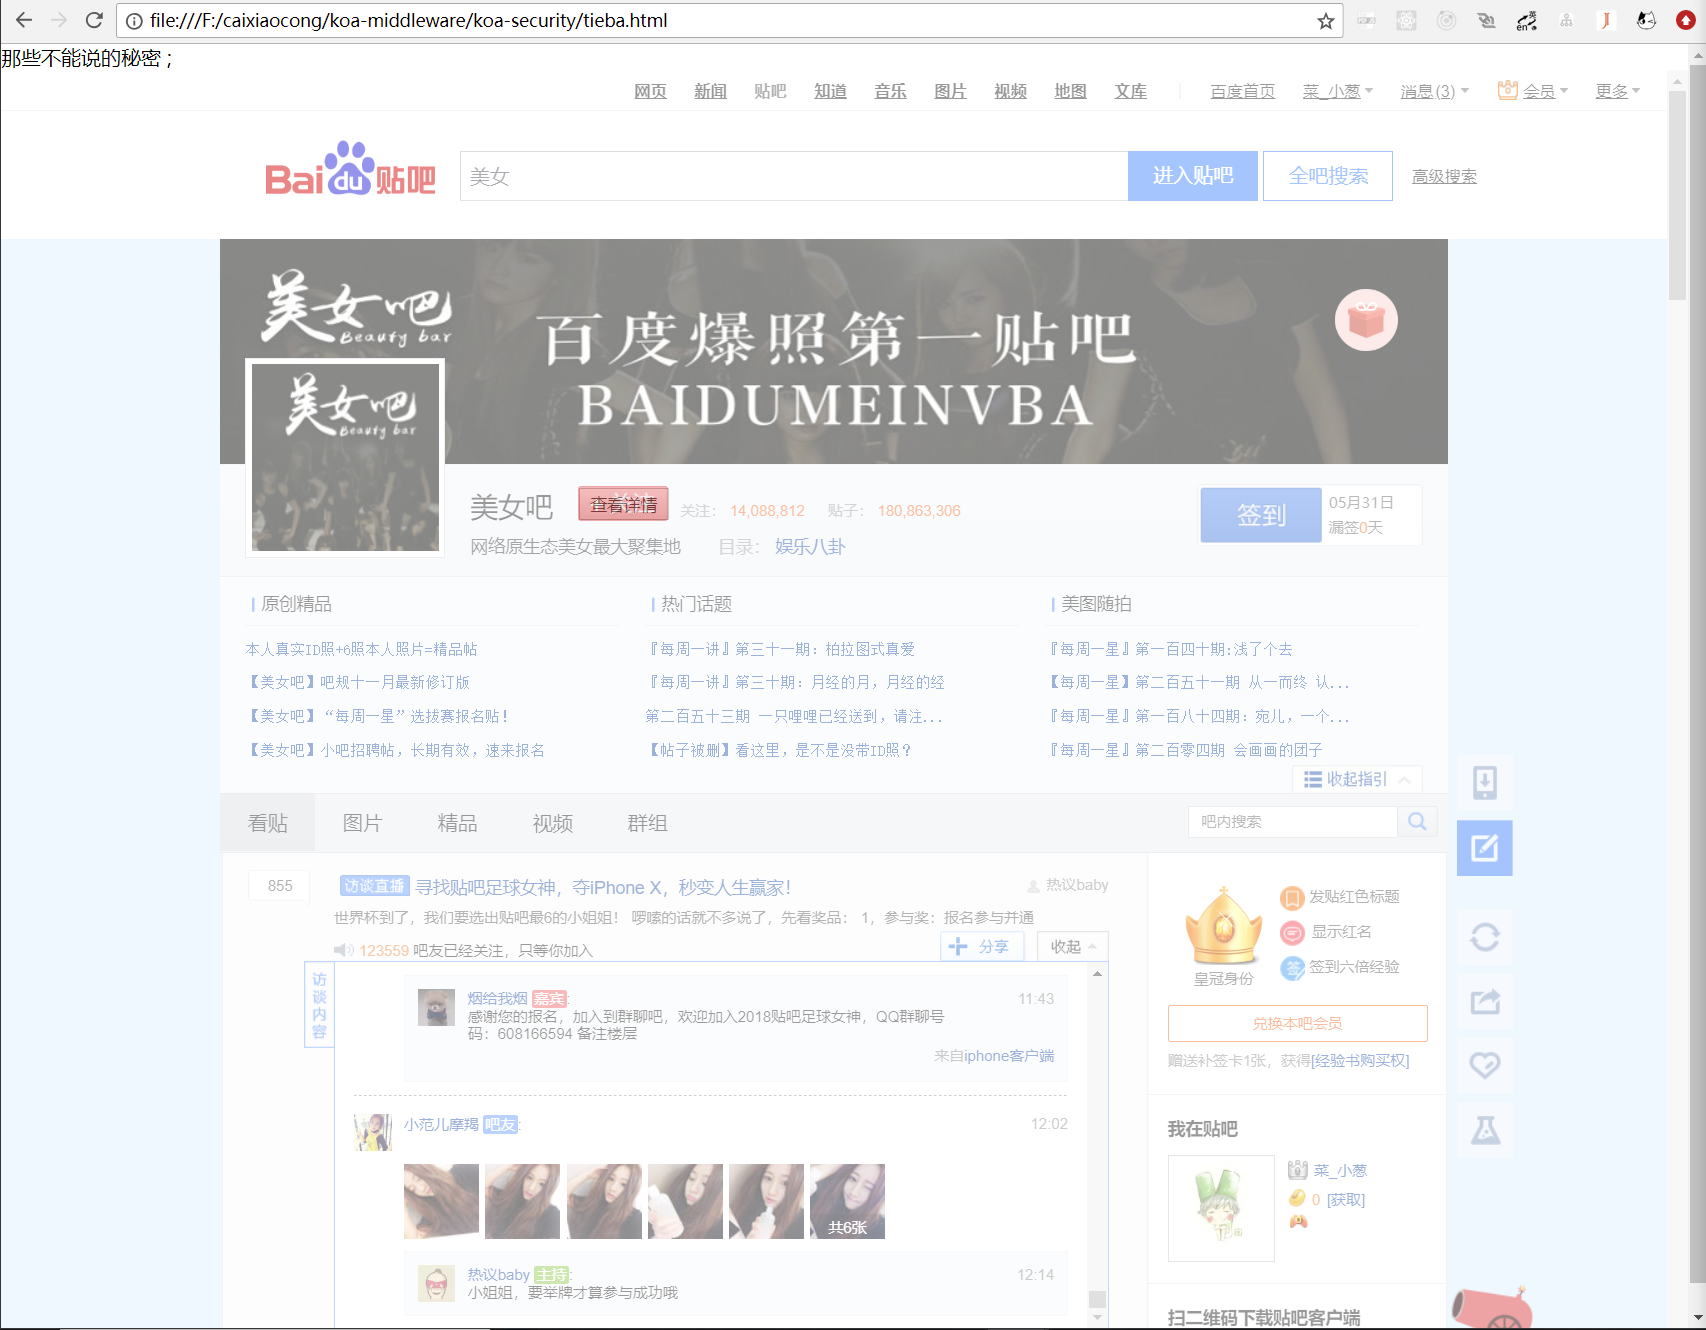 file:///F:/caixiaocong/koa-middleware/koa-security/tieba.html
那些不能说的秘密；
网页 新闻 贴吧 知道 音乐 图片 视频 地图 文库 百度首页 菜_小葱 消息(3) 会员 更多
Bai du 贴吧 美女 进入贴吧 全吧搜索 高级搜索
美女吧
Beauty bar
百度爆照第一贴吧
BAIDUMEINVBA
美女吧
Beauty bar
美女吧 查看详情 关注： 14,088,812 贴子： 180,863,306
网络原生态美女最大聚集地 目录： 娱乐八卦
签到 05月31日
漏签0天
原创精品
本人真实ID照+6照本人照片=精品帖
【美女吧】吧规十一月最新修订版
【美女吧】“每周一星”选拔赛报名贴！
【美女吧】小吧招聘帖，长期有效，速来报名
热门话题
『每周一讲』第三十一期：柏拉图式真爱
『每周一讲』第三十期：月经的月，月经的经
第二百五十三期 一只哩哩已经送到，请注...
【帖子被删】看这里，是不是没带ID照？
美图随拍
『每周一星』第一百四十期:浅了个去
【每周一星】第二百五十一期 从一而终 认...
『每周一星』第一百八十四期：宛儿，一个...
『每周一星』第二百零四期 会画画的团子
收起指引
看贴 图片 精品 视频 群组 吧内搜索
855 访谈直播 寻找贴吧足球女神，夺iPhone X，秒变人生赢家！ 热议baby
世界杯到了，我们要选出贴吧最6的小姐姐！ 啰嗦的话就不多说了，先看奖品： 1，参与奖：报名参与并通
123559 吧友已经关注，只等你加入 分享 收起
访谈内容
烟给我烟 嘉宾: 11:43
感谢您的报名，加入到群聊吧，欢迎加入2018贴吧足球女神，QQ群聊号
码：608166594 备注楼层
来自iphone客户端
小范儿摩羯 吧友: 12:02
共6张
热议baby 主持: 12:14
小姐姐，要举牌才算参与成功哦
皇冠身份
发贴红色标题
显示红名
签 签到六倍经验
兑换本吧会员
赠送补签卡1张，获得[经验书购买权]
我在贴吧
菜_小葱
0 [获取]
扫二维码下载贴吧客户端